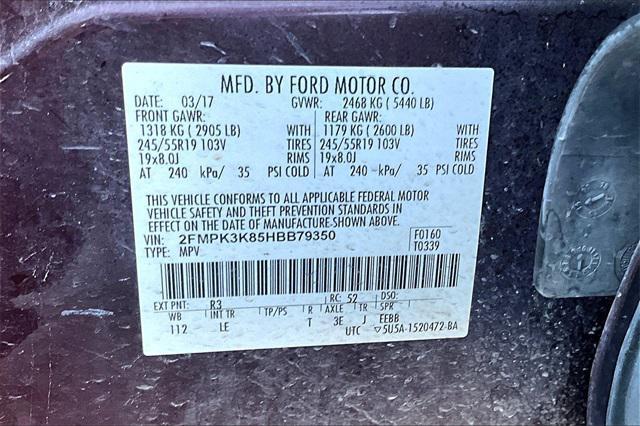 MFD. BY FORD MOTOR CO.
DATE: 03/17 GVWR: 2468 KG ( 5440 LB)
FRONT GAWR: REAR GAWR:
1318 KG ( 2905 LB) WITH 1179 KG ( 2600 LB) WITH
245/55R19 103V TIRES 245/55R19 103V TIRES
19x8.0J RIMS 19x8.0J RIMS
AT 240 kPa/ 35 PSI COLD AT 240 kPa/ 35 PSI COLD
THIS VEHICLE CONFORMS TO ALL APPLICABLE FEDERAL MOTOR
VEHICLE SAFETY AND THEFT PREVENTION STANDARDS IN
EFFECT ON THE DATE OF MANUFACTURE SHOWN ABOVE.
VIN: 2FMPK3K85HBB79350 F0160
TYPE: MPV T0339
EXT PNT: R3 RC: 52 DSO:
WB INT TR TP/PS R AXLE TR SPR
112 LE T 3E J EEBB
UTC ▽5U5A-1520472-BA